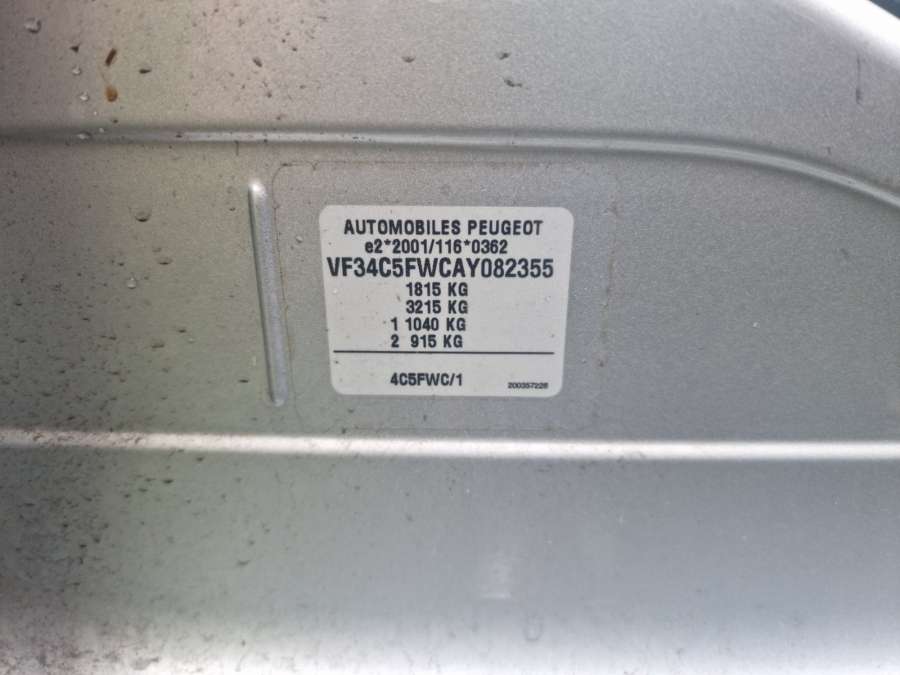 AUTOMOBILES PEUGEOT
e2*2001/116*0362
VF34C5FWCAY082355
1815 KG
3215 KG
1 1040 KG
2 915 KG
4C5FWC/1
200357226